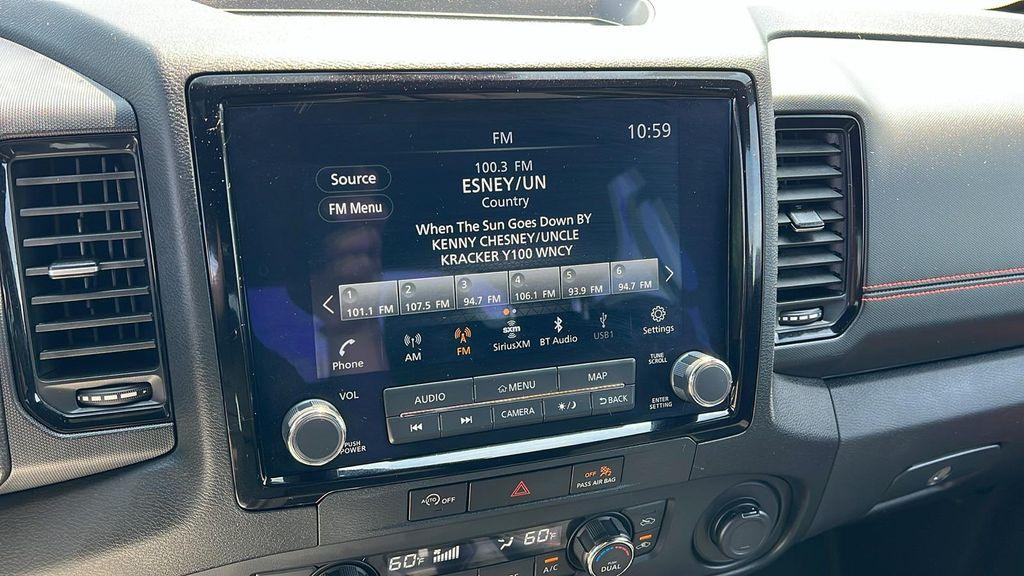 FM
10:59
100.3 FM
ESNEY/UN
Country
Source
FM Menu
When The Sun Goes Down BY
KENNY CHESNEY/UNCLE
KRACKER Y100 WNCY
1 2 3 4 5 6
101.1 FM 107.5 FM 94.7 FM 106.1 FM 93.9 FM 94.7 FM
Phone
AM
FM
sxm
SiriusXM
BT Audio
USB1
Settings
VOL
PUSH
POWER
AUDIO
MENU
MAP
CAMERA
BACK
TUNE
SCROLL
ENTER
SETTING
AUTO OFF
OFF
PASS AIR BAG
60°F
60°F
A/C
DUAL